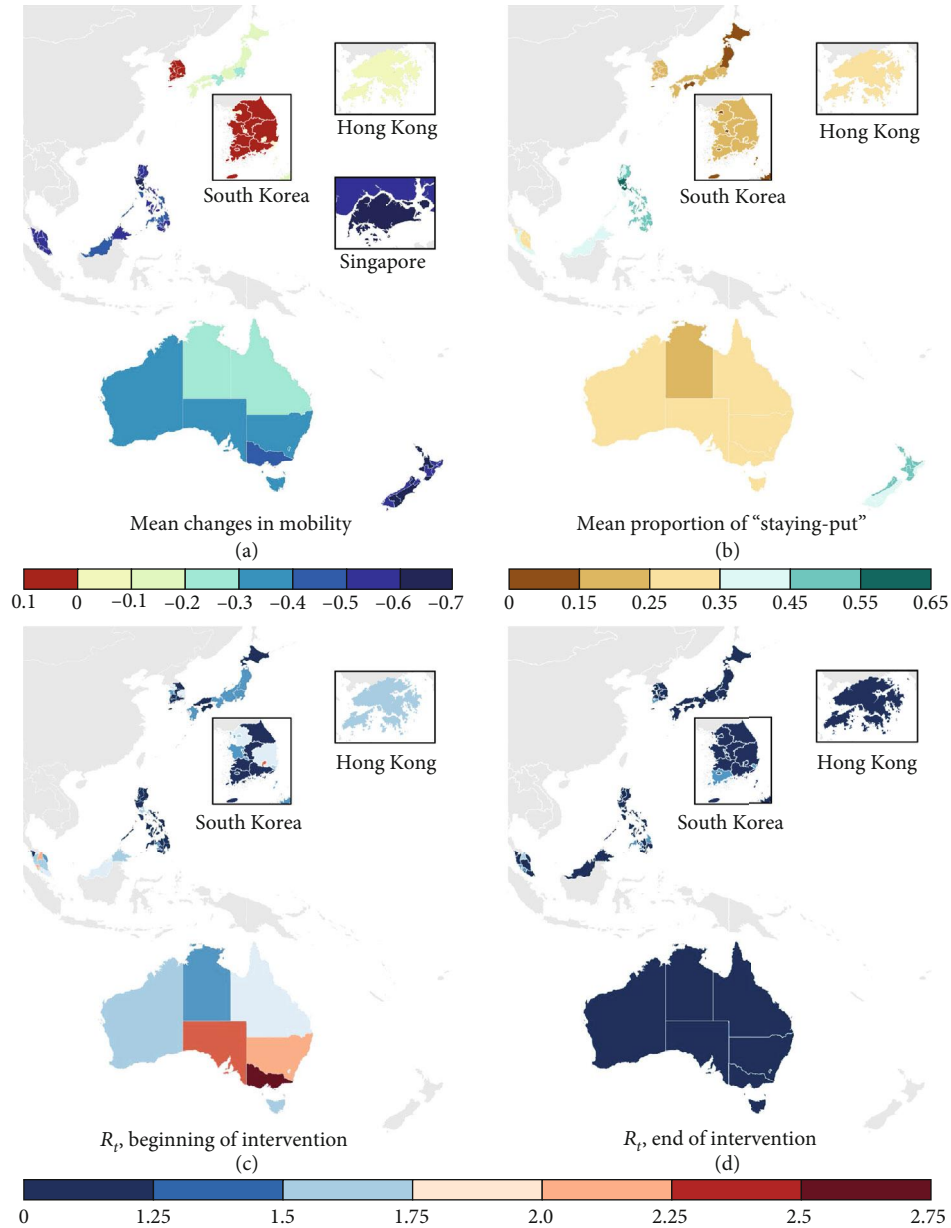 Hong Kong
South Korea
Singapore
Mean changes in mobility
(a)
0.1 0 −0.1 −0.2 −0.3 −0.4 −0.5 −0.6 −0.7
Hong Kong
South Korea
Mean proportion of “staying-put”
(b)
0 0.15 0.25 0.35 0.45 0.55 0.65
Hong Kong
South Korea
R_t, beginning of intervention
(c)
Hong Kong
South Korea
R_t, end of intervention
(d)
0 1.25 1.5 1.75 2.0 2.25 2.5 2.75